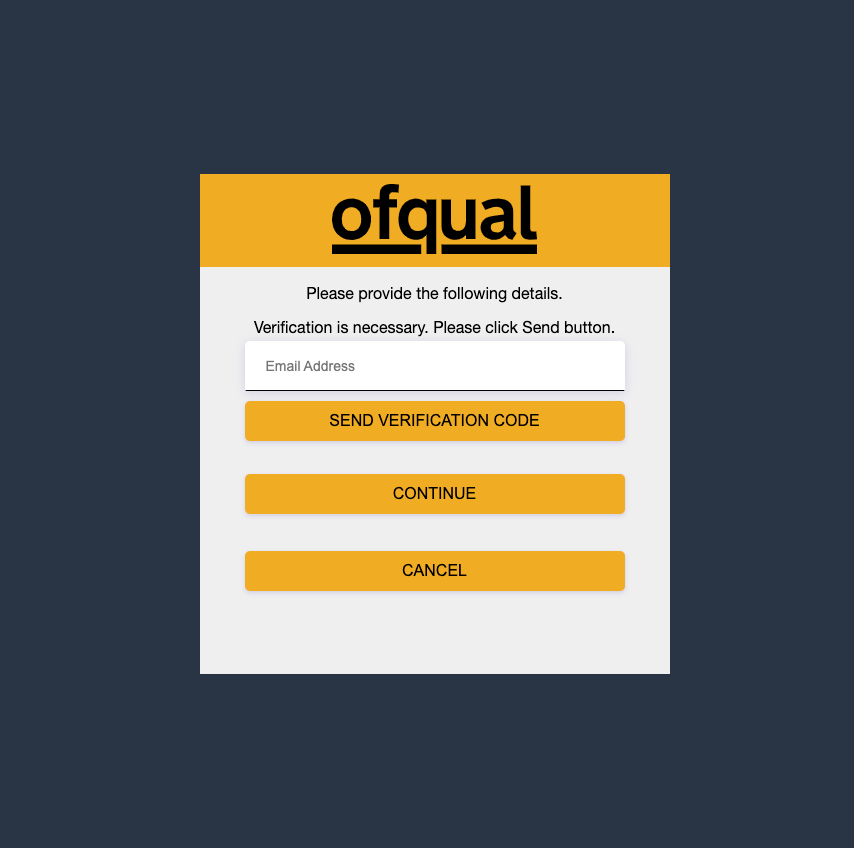 ofqual
Please provide the following details.
Verification is necessary. Please click Send button.
Email Address
SEND VERIFICATION CODE
CONTINUE
CANCEL